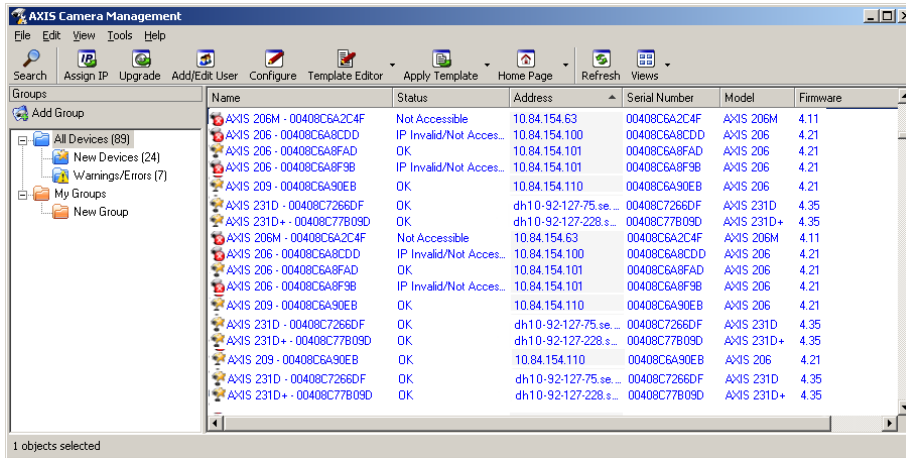 AXIS Camera Management
File Edit View Tools Help
Search Assign IP Upgrade Add/Edit User Configure Template Editor Apply Template Home Page Refresh Views
Groups
Add Group
All Devices (89)
New Devices (24)
Warnings/Errors (7)
My Groups
New Group
Name Status Address Serial Number Model Firmware
AXIS 206M - 00408C6A2C4F Not Accessible 10.84.154.63 00408C6A2C4F AXIS 206M 4.11
AXIS 206 - 00408C6A8CDD IP Invalid/Not Acces... 10.84.154.100 00408C6A8CDD AXIS 206 4.21
AXIS 206 - 00408C6A8FAD OK 10.84.154.101 00408C6A8FAD AXIS 206 4.21
AXIS 206 - 00408C6A8F9B IP Invalid/Not Acces... 10.84.154.101 00408C6A8F9B AXIS 206 4.21
AXIS 209 - 00408C6A90EB OK 10.84.154.110 00408C6A90EB AXIS 206 4.21
AXIS 231D - 00408C7266DF OK dh10-92-127-75.se.... 00408C7266DF AXIS 231D 4.35
AXIS 231D+ - 00408C77B09D OK dh10-92-127-228.s... 00408C77B09D AXIS 231D+ 4.35
AXIS 206M - 00408C6A2C4F Not Accessible 10.84.154.63 00408C6A2C4F AXIS 206M 4.11
AXIS 206 - 00408C6A8CDD IP Invalid/Not Acces... 10.84.154.100 00408C6A8CDD AXIS 206 4.21
AXIS 206 - 00408C6A8FAD OK 10.84.154.101 00408C6A8FAD AXIS 206 4.21
AXIS 206 - 00408C6A8F9B IP Invalid/Not Acces... 10.84.154.101 00408C6A8F9B AXIS 206 4.21
AXIS 209 - 00408C6A90EB OK 10.84.154.110 00408C6A90EB AXIS 206 4.21
AXIS 231D - 00408C7266DF OK dh10-92-127-75.se.... 00408C7266DF AXIS 231D 4.35
AXIS 231D+ - 00408C77B09D OK dh10-92-127-228.s... 00408C77B09D AXIS 231D+ 4.35
AXIS 209 - 00408C6A90EB OK 10.84.154.110 00408C6A90EB AXIS 206 4.21
AXIS 231D - 00408C7266DF OK dh10-92-127-75.se.... 00408C7266DF AXIS 231D 4.35
AXIS 231D+ - 00408C77B09D OK dh10-92-127-228.s... 00408C77B09D AXIS 231D+ 4.35
1 objects selected